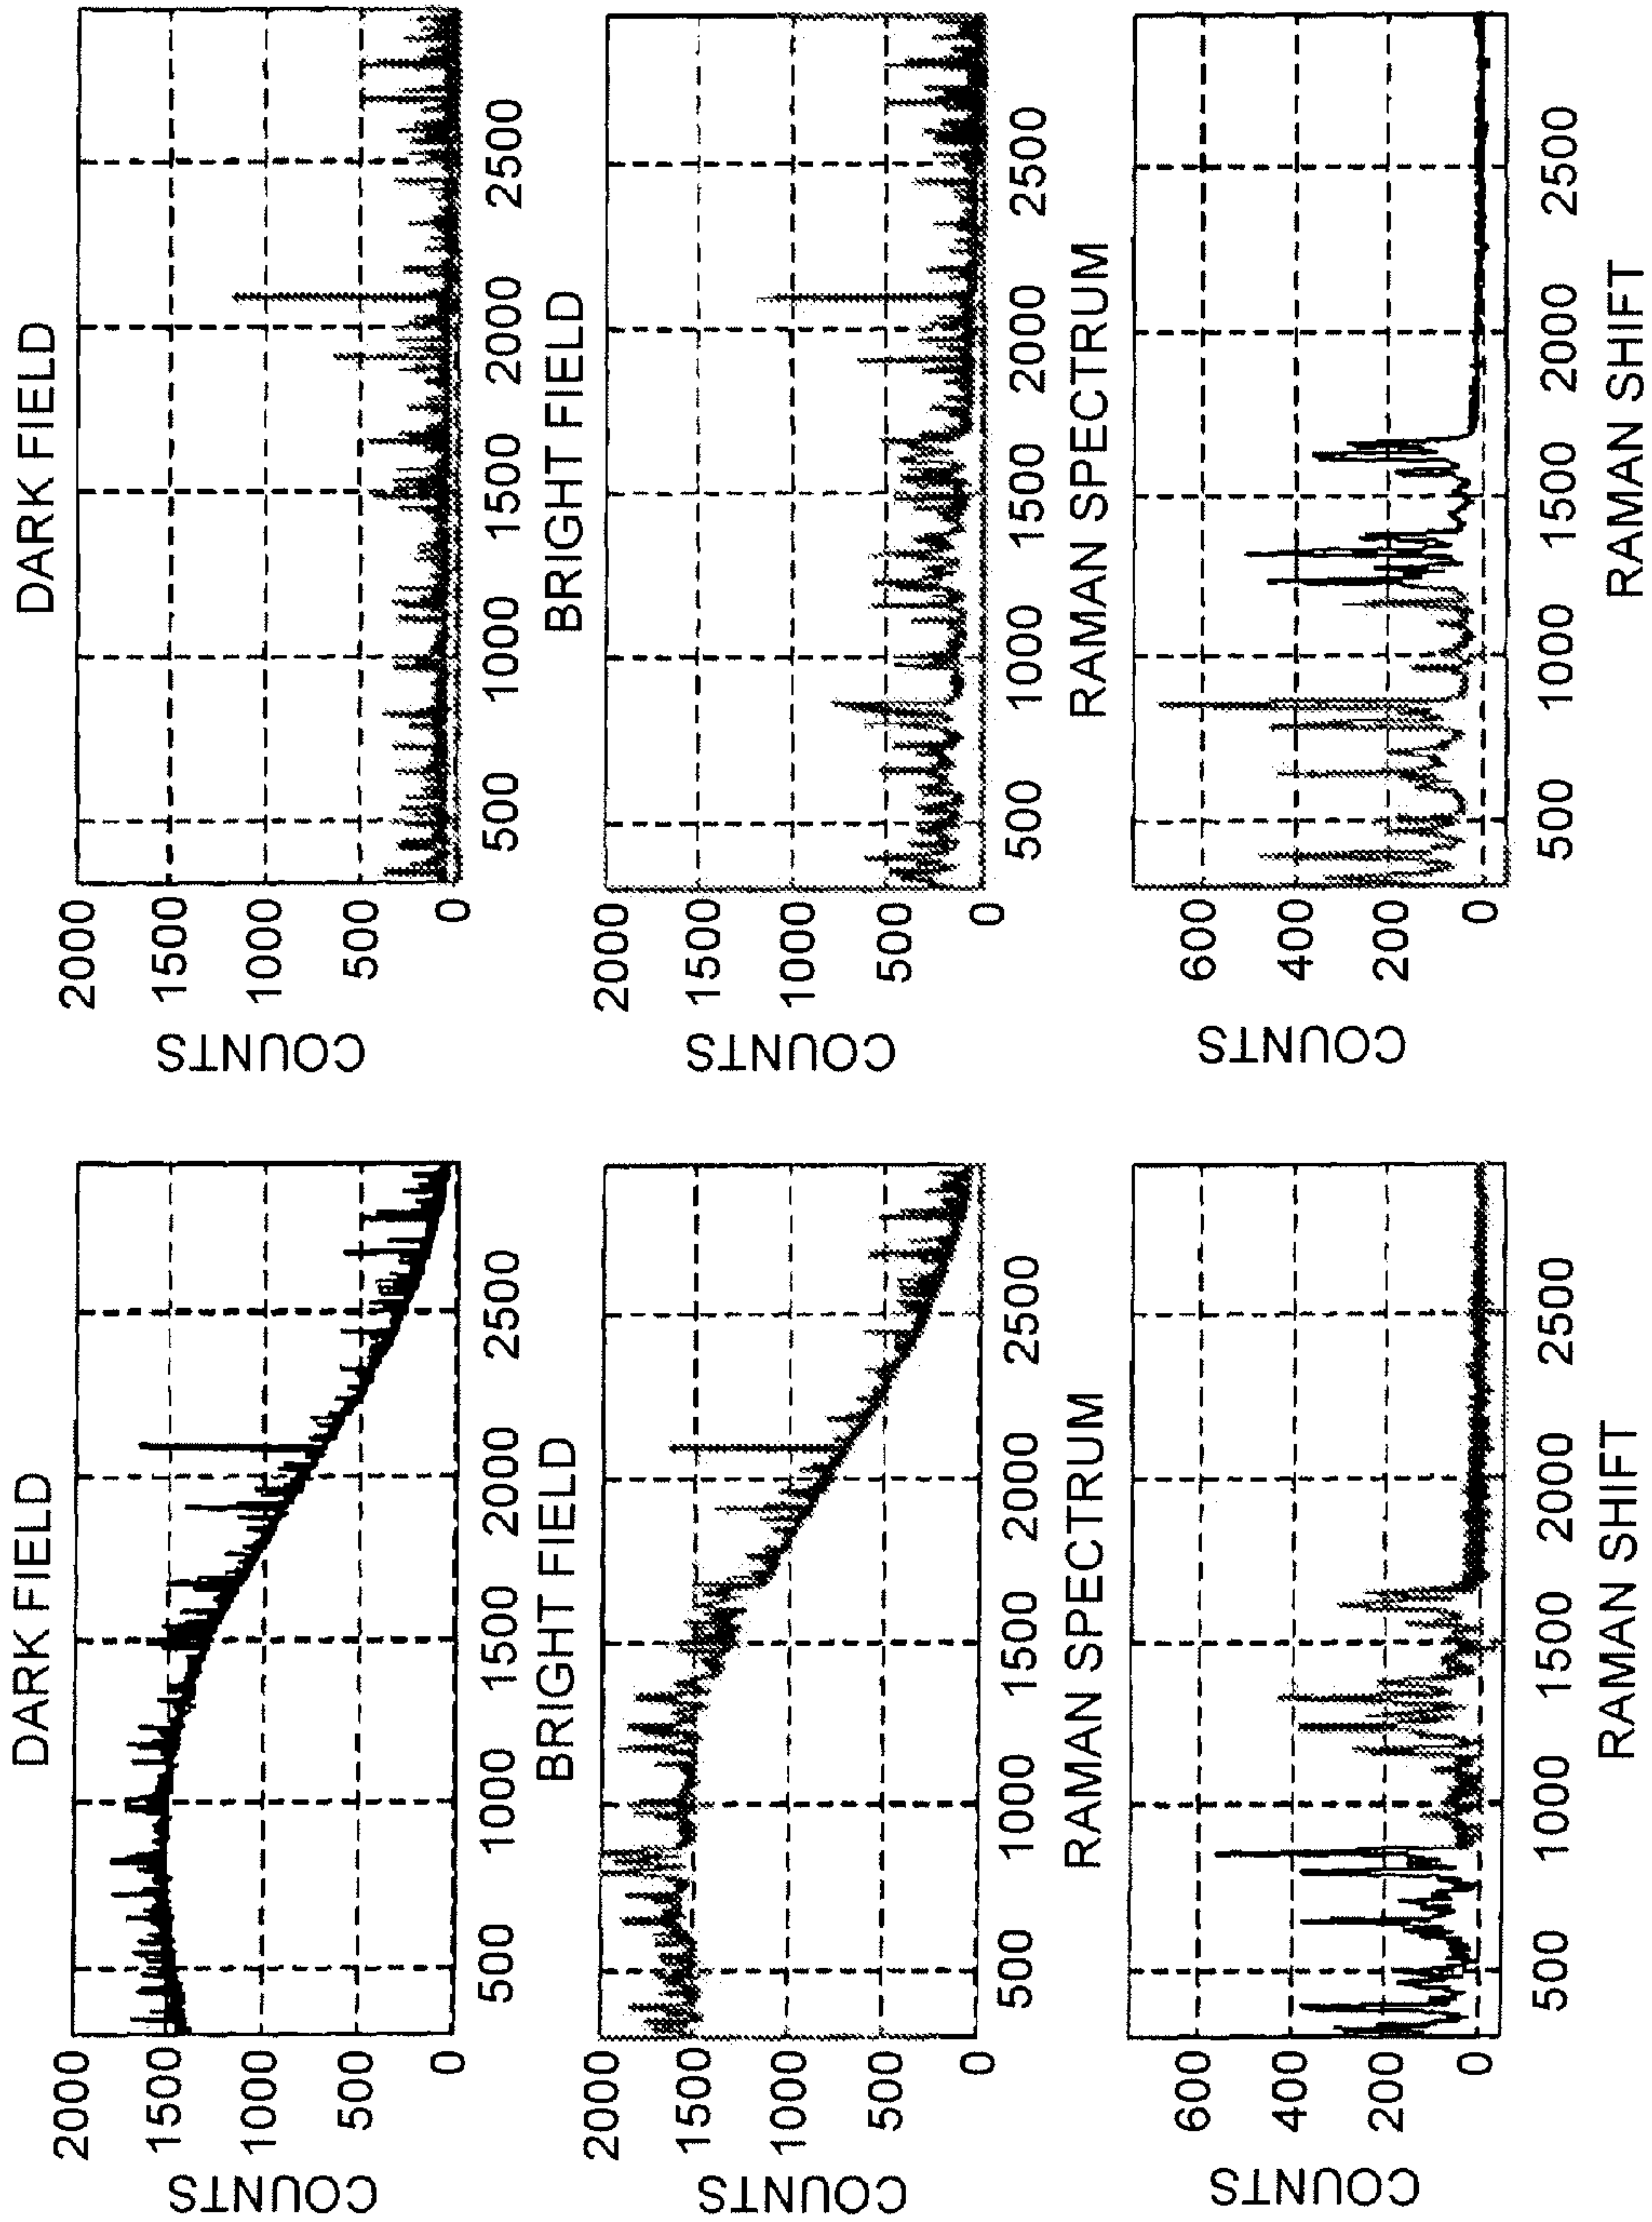 DARK FIELD
COUNTS
2000
1500
1000
500
0
500 1000 1500 2000 2500
BRIGHT FIELD
COUNTS
2000
1500
1000
500
0
500 1000 1500 2000 2500
RAMAN SPECTRUM
COUNTS
600
400
200
0
500 1000 1500 2000 2500
RAMAN SHIFT
DARK FIELD
COUNTS
2000
1500
1000
500
0
500 1000 1500 2000 2500
BRIGHT FIELD
COUNTS
2000
1500
1000
500
0
500 1000 1500 2000 2500
RAMAN SPECTRUM
COUNTS
600
400
200
0
500 1000 1500 2000 2500
RAMAN SHIFT